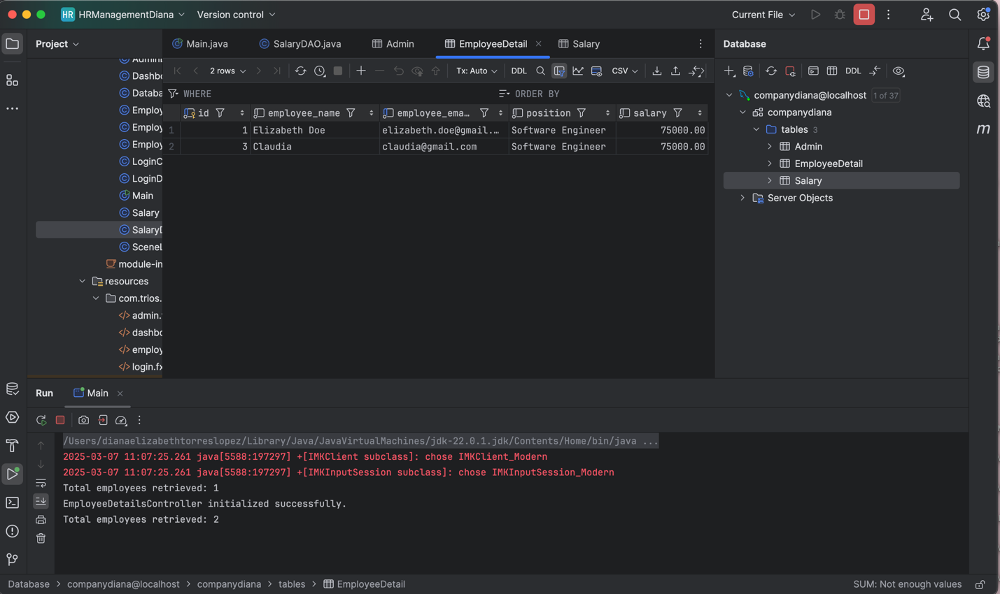 HR HRManagementDiana Version control Current File
Project
Main.java SalaryDAO.java Admin EmployeeDetail Salary
Database
2 rows Tx: Auto DDL CSV
DDL
WHERE ORDER BY
id employee_name employee_ema... position salary
1 1 Elizabeth Doe elizabeth.doe@gmail.... Software Engineer 75000.00
2 3 Claudia claudia@gmail.com Software Engineer 75000.00
Dashbo
Databa
Employ
Employ
Employ
LoginC
LoginD
Main
Salary
SalaryD
SceneL
module-in
resources
com.trios.
admin.
dashbo
employ
login.fx
companydiana@localhost 1 of 37
companydiana
tables 3
Admin
EmployeeDetail
Salary
Server Objects
m
Run Main
/Users/dianaelizabethtorreslopez/Library/Java/JavaVirtualMachines/jdk-22.0.1.jdk/Contents/Home/bin/java ...
2025-03-07 11:07:25.261 java[5588:197297] +[IMKClient subclass]: chose IMKClient_Modern
2025-03-07 11:07:25.261 java[5588:197297] +[IMKInputSession subclass]: chose IMKInputSession_Modern
Total employees retrieved: 1
EmployeeDetailsController initialized successfully.
Total employees retrieved: 2
Database > companydiana@localhost > companydiana > tables > EmployeeDetail
SUM: Not enough values